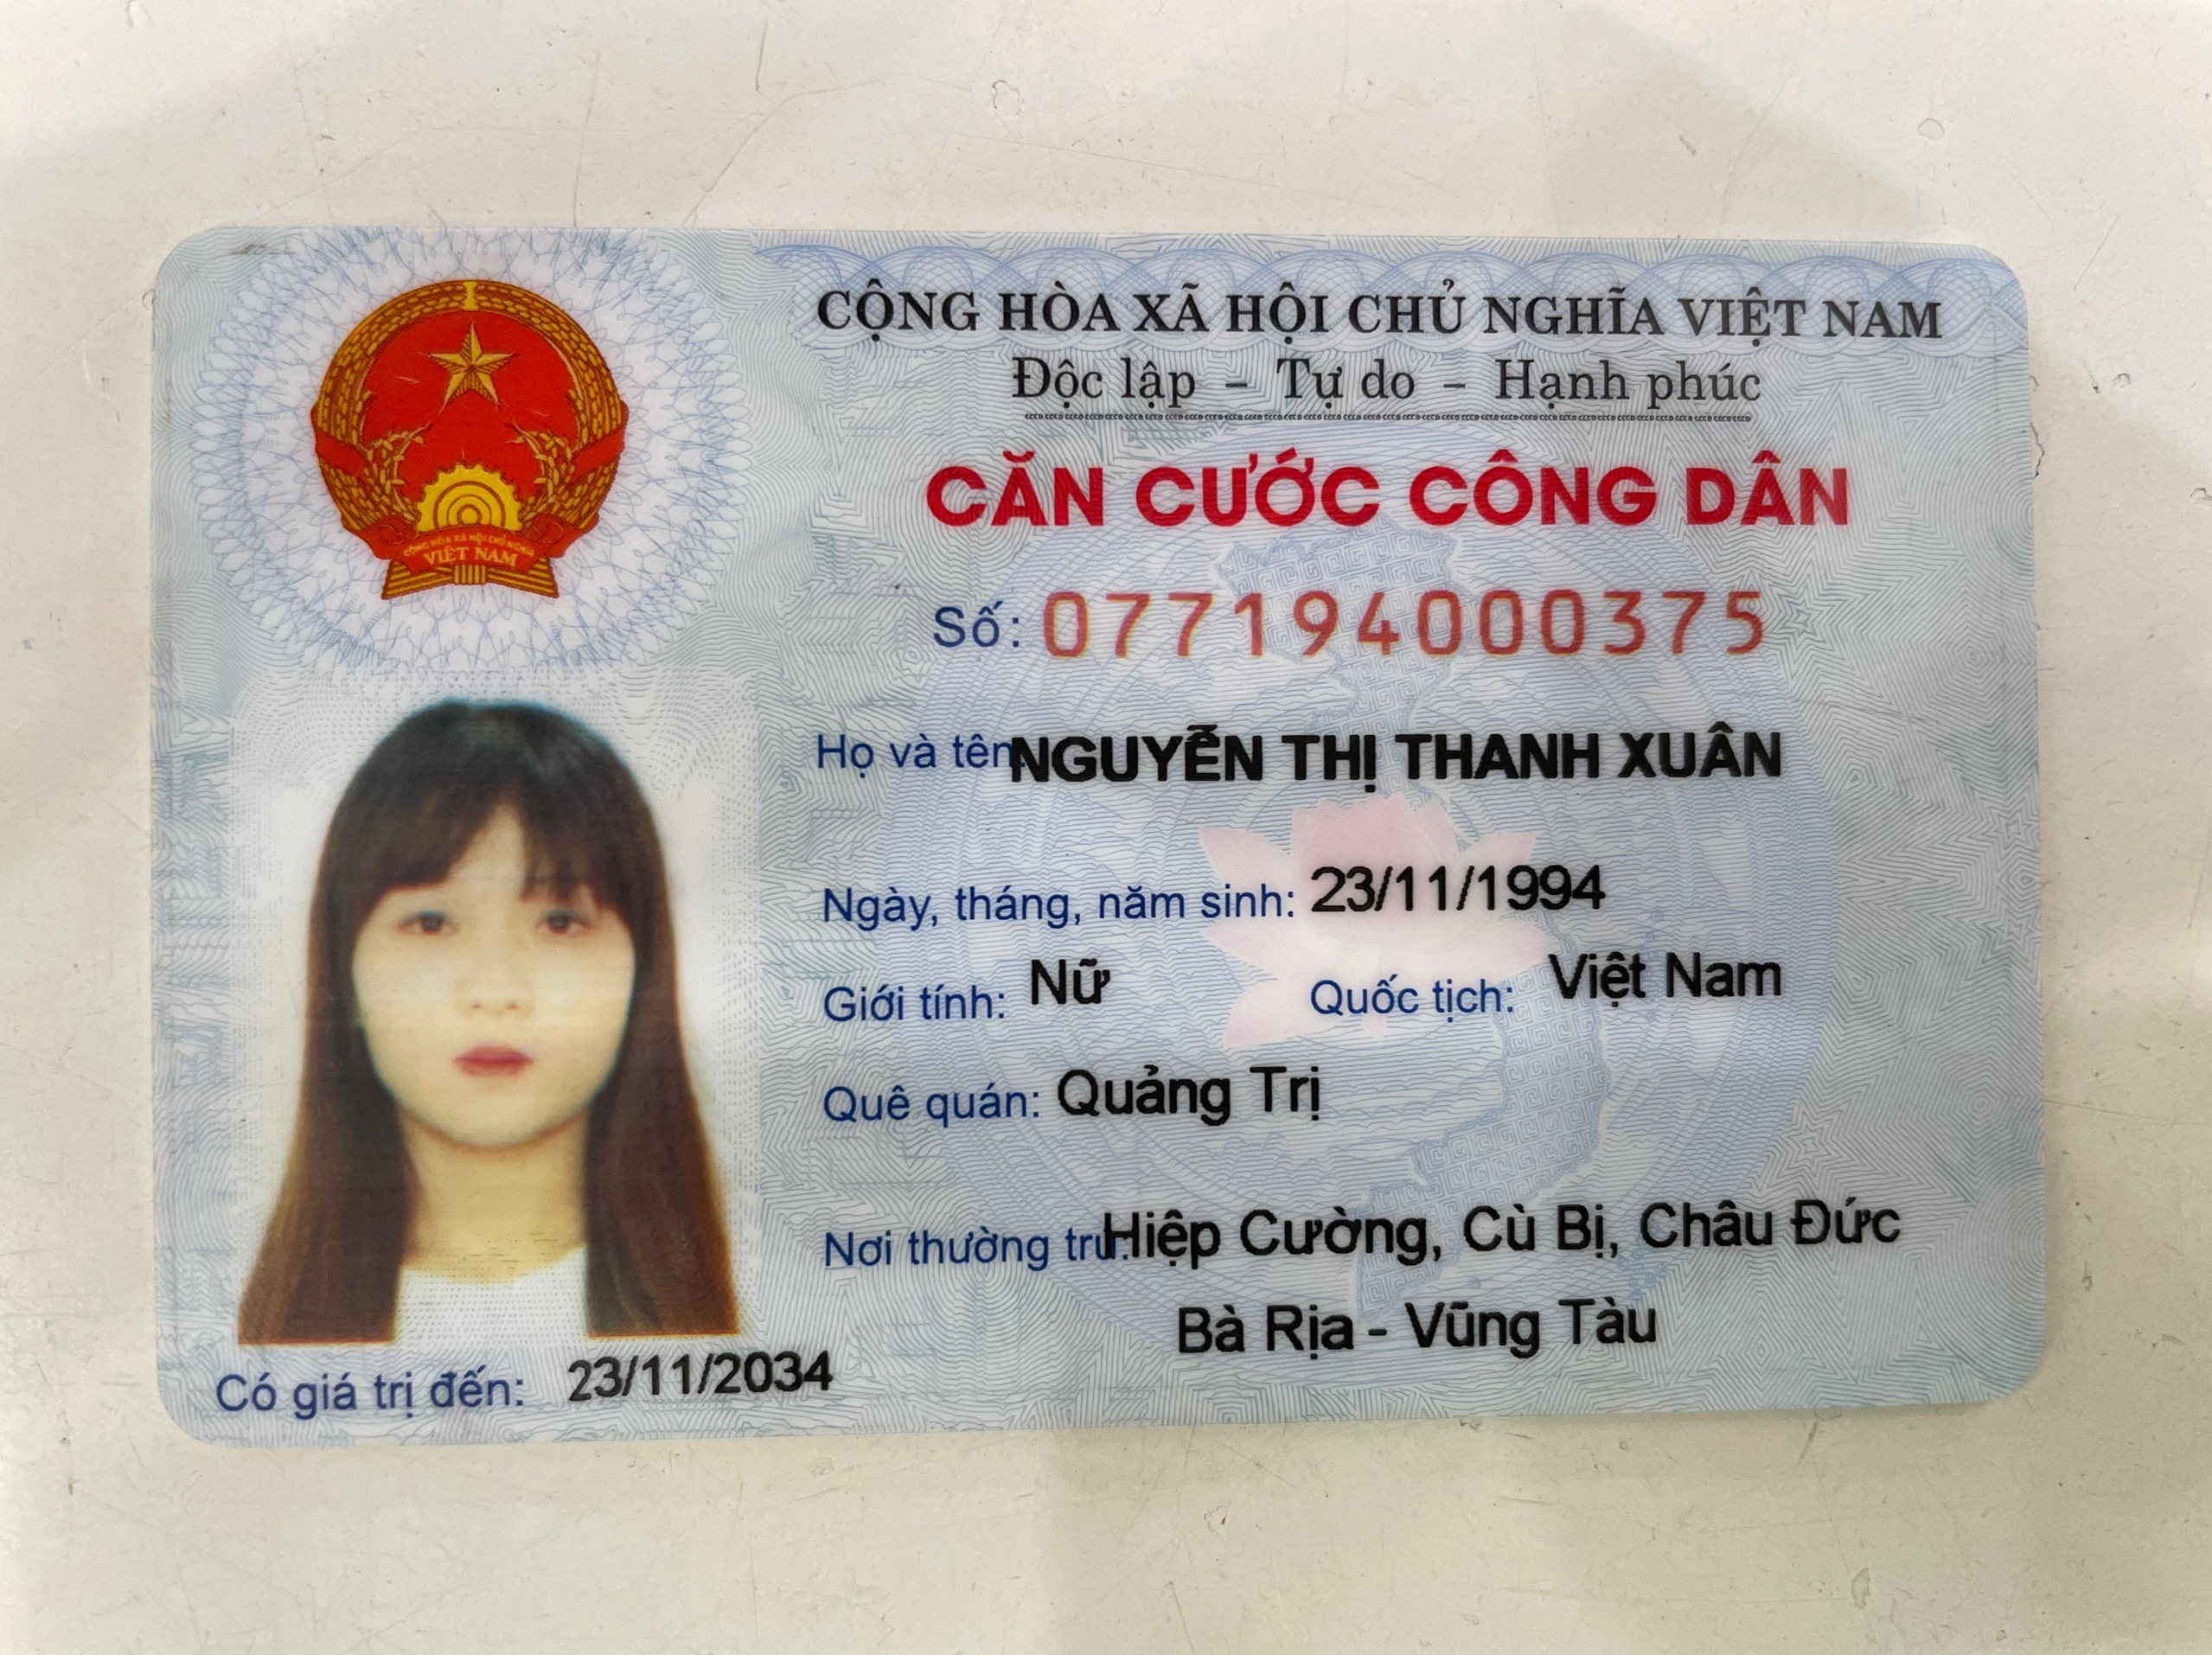 CỘNG HÒA XÃ HỘI CHỦ NGHĨA VIỆT NAM
Độc lập – Tự do – Hạnh phúc
CĂN CƯỚC CÔNG DÂN
Số: 077194000375
Họ và tên NGUYỄN THỊ THANH XUÂN
Ngày, tháng, năm sinh: 23/11/1994
Giới tính: Nữ Quốc tịch: Việt Nam
Quê quán: Quảng Trị
Nơi thường trú: Hiệp Cường, Cù Bị, Châu Đức
Bà Rịa - Vũng Tàu
CỘNG HÒA XÃ HỘI CHỦ NGHĨA
VIỆT NAM
Có giá trị đến: 23/11/2034